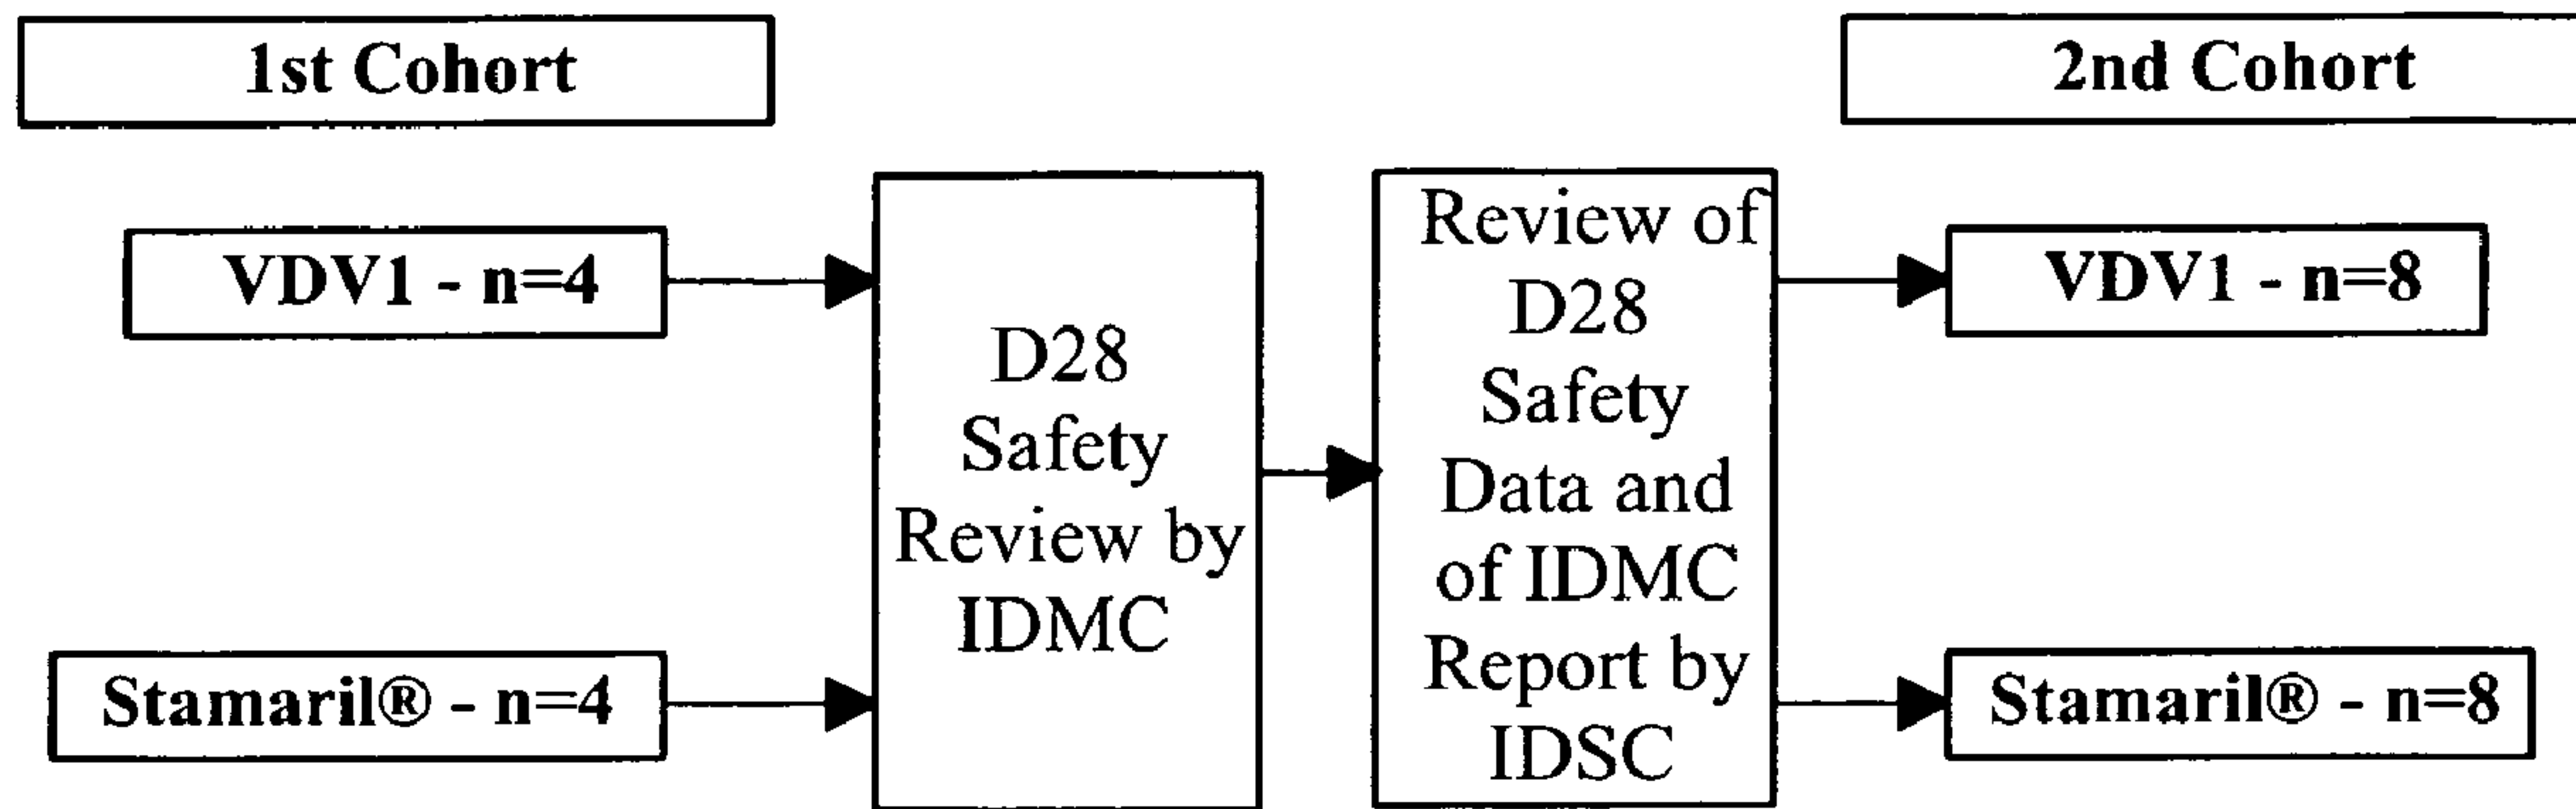 1st Cohort
2nd Cohort
VDV1 - n=4
Stamaril® - n=4
D28
Safety
Review by
IDMC
Review of
D28
Safety
Data and
of IDMC
Report by
IDSC
VDV1 - n=8
Stamaril® - n=8